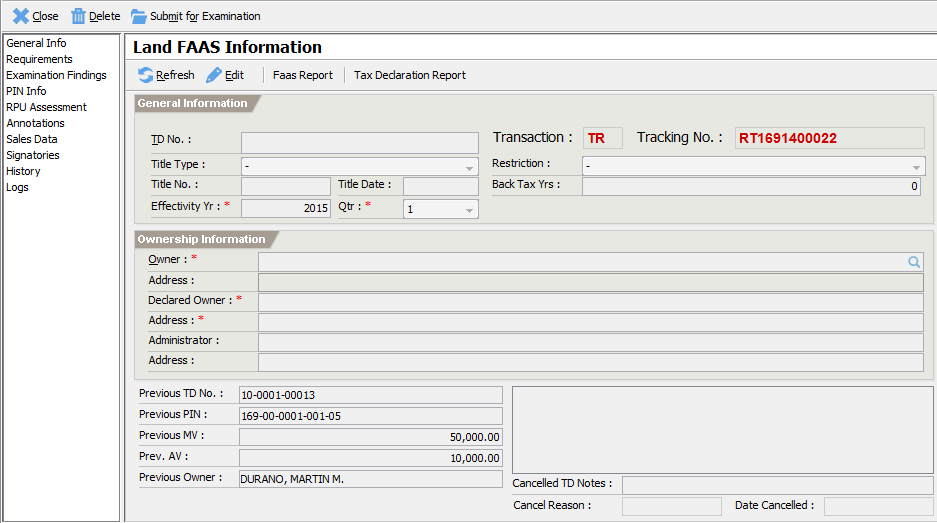 Close Delete Submit for Examination
General Info
Requirements
Examination Findings
PIN Info
RPU Assessment
Annotations
Sales Data
Signatories
History
Logs
Land FAAS Information
Refresh Edit Faas Report Tax Declaration Report
General Information
TD No. : Transaction : TR Tracking No. : RT1691400022
Title Type : - Restriction : -
Title No. : Title Date : Back Tax Yrs : 0
Effectivity Yr : * 2015 Qtr : * 1
Ownership Information
Owner : *
Address :
Declared Owner : *
Address : *
Administrator :
Address :
Previous TD No. : 10-0001-00013
Previous PIN : 169-00-0001-001-05
Previous MV : 50,000.00
Prev. AV : 10,000.00
Previous Owner : DURANO, MARTIN M.
Cancelled TD Notes :
Cancel Reason : Date Cancelled :